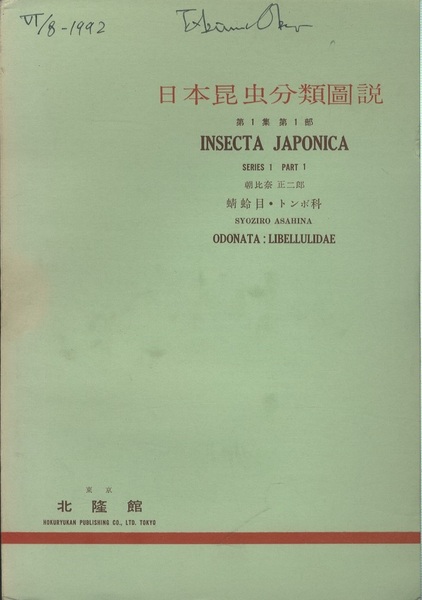 VI/8-1992
日本昆虫分類圖説
第1集 第1部
INSECTA JAPONICA
SERIES 1 PART 1
朝比奈 正二郎
蜻蛉目・トンボ科
SYOZIRO ASAHINA
ODONATA : LIBELLULIDAE
東京
北隆館
HOKURYUKAN PUBLISHING CO., LTD. TOKYO